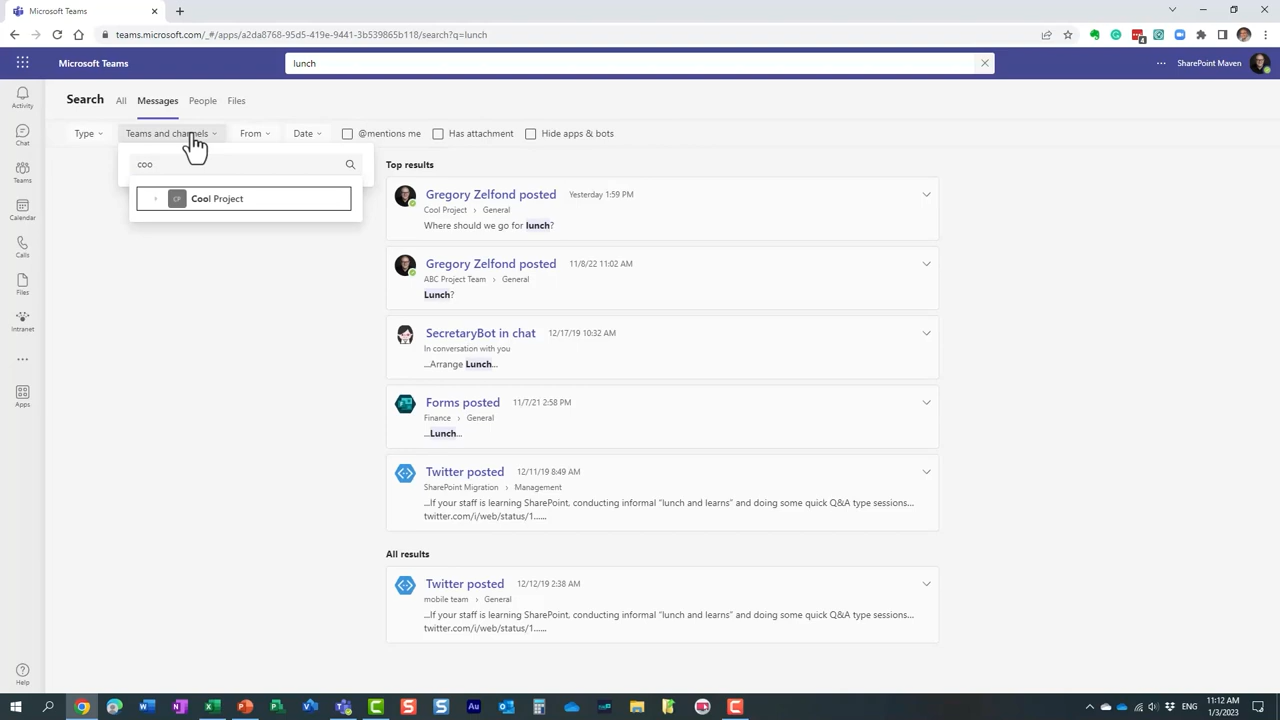 Microsoft Teams
teams.microsoft.com/_#/apps/a2da8768-95d5-419e-9441-3b539865b118/search?q=lunch
4
Microsoft Teams
lunch
SharePoint Maven
Activity
Chat
Teams
Calendar
Calls
Files
Intranet
Apps
Help
Search
All
Messages
People
Files
Type
Teams and channels
From
Date
@mentions me
Has attachment
Hide apps & bots
coo
CP
Cool Project
Top results
Gregory Zelfond posted Yesterday 1:59 PM
Cool Project > General
Where should we go for lunch?
Gregory Zelfond posted 11/8/22 11:02 AM
ABC Project Team > General
Lunch?
SecretaryBot in chat 12/17/19 10:32 AM
In conversation with you
...Arrange Lunch...
Forms posted 11/7/21 2:58 PM
Finance > General
...Lunch...
Twitter posted 12/11/19 8:49 AM
SharePoint Migration > Management
...If your staff is learning SharePoint, conducting informal “lunch and learns” and doing some quick Q&A type sessions...
twitter.com/i/web/status/1......
All results
Twitter posted 12/12/19 2:38 AM
mobile team > General
...If your staff is learning SharePoint, conducting informal “lunch and learns” and doing some quick Q&A type sessions...
twitter.com/i/web/status/1......
ENG
11:12 AM
1/3/2023